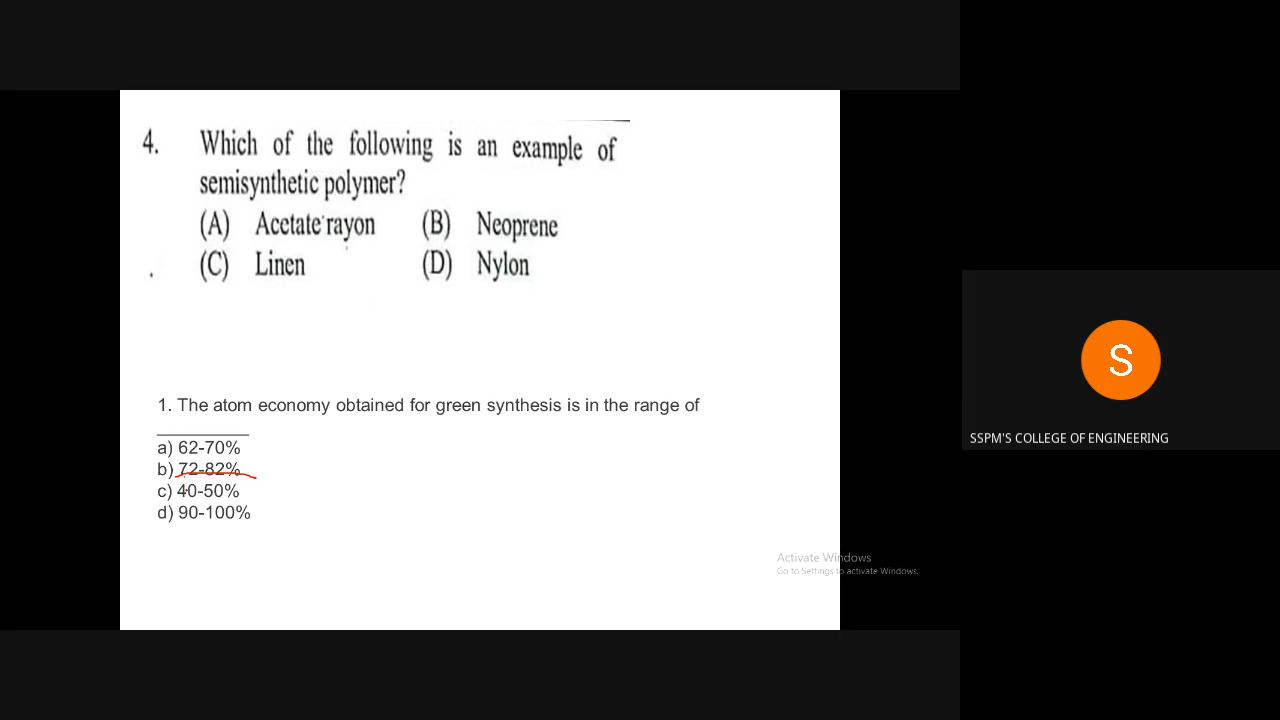 4. Which of the following is an example of
semisynthetic polymer?
(A) Acetate rayon (B) Neoprene
(C) Linen (D) Nylon
1. The atom economy obtained for green synthesis is in the range of
__________
a) 62-70%
b) 72-82%
c) 40-50%
d) 90-100%
Activate Windows
Go to Settings to activate Windows.
S
SSPM'S COLLEGE OF ENGINEERING